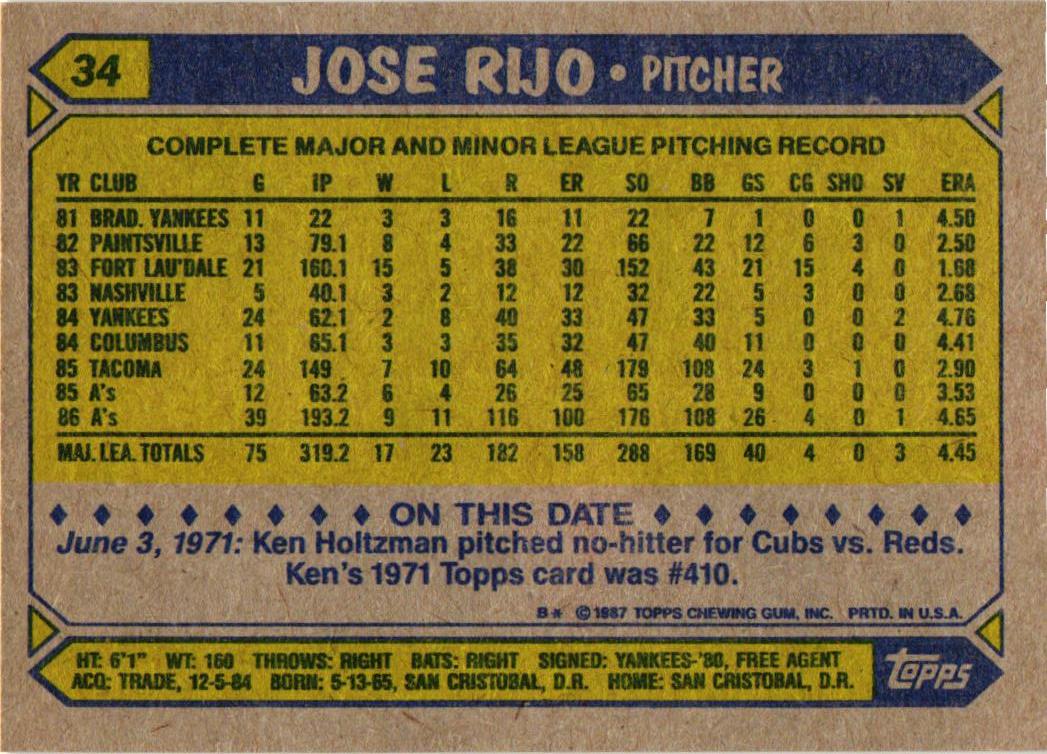 34 JOSE RIJO • PITCHER
COMPLETE MAJOR AND MINOR LEAGUE PITCHING RECORD
YR CLUB G IP W L R ER SO BB GS CG SHO SV ERA
81 BRAD. YANKEES 11 22 3 3 16 11 22 7 1 0 0 1 4.50
82 PAINTSVILLE 13 79.1 8 4 33 22 66 22 12 6 3 0 2.50
83 FORT LAU'DALE 21 160.1 15 5 38 30 152 43 21 15 4 0 1.68
83 NASHVILLE 5 40.1 3 2 12 12 32 22 5 3 0 0 2.68
84 YANKEES 24 62.1 2 8 40 33 47 33 5 0 0 2 4.76
84 COLUMBUS 11 65.1 3 3 35 32 47 40 11 0 0 0 4.41
85 TACOMA 24 149 7 10 64 48 179 108 24 3 1 0 2.90
85 A's 12 63.2 6 4 26 25 65 28 9 0 0 0 3.53
86 A's 39 193.2 9 11 116 100 176 108 26 4 0 1 4.65
MAJ. LEA. TOTALS 75 319.2 17 23 182 158 288 169 40 4 0 3 4.45
ON THIS DATE
June 3, 1971: Ken Holtzman pitched no-hitter for Cubs vs. Reds.
Ken's 1971 Topps card was #410.
B* © 1987 TOPPS CHEWING GUM, INC. PRTD. IN U.S.A.
HT: 6'1" WT: 160 THROWS: RIGHT BATS: RIGHT SIGNED: YANKEES-'80, FREE AGENT
ACQ: TRADE, 12-5-84 BORN: 5-13-65, SAN CRISTOBAL, D.R. HOME: SAN CRISTOBAL, D.R.
Topps